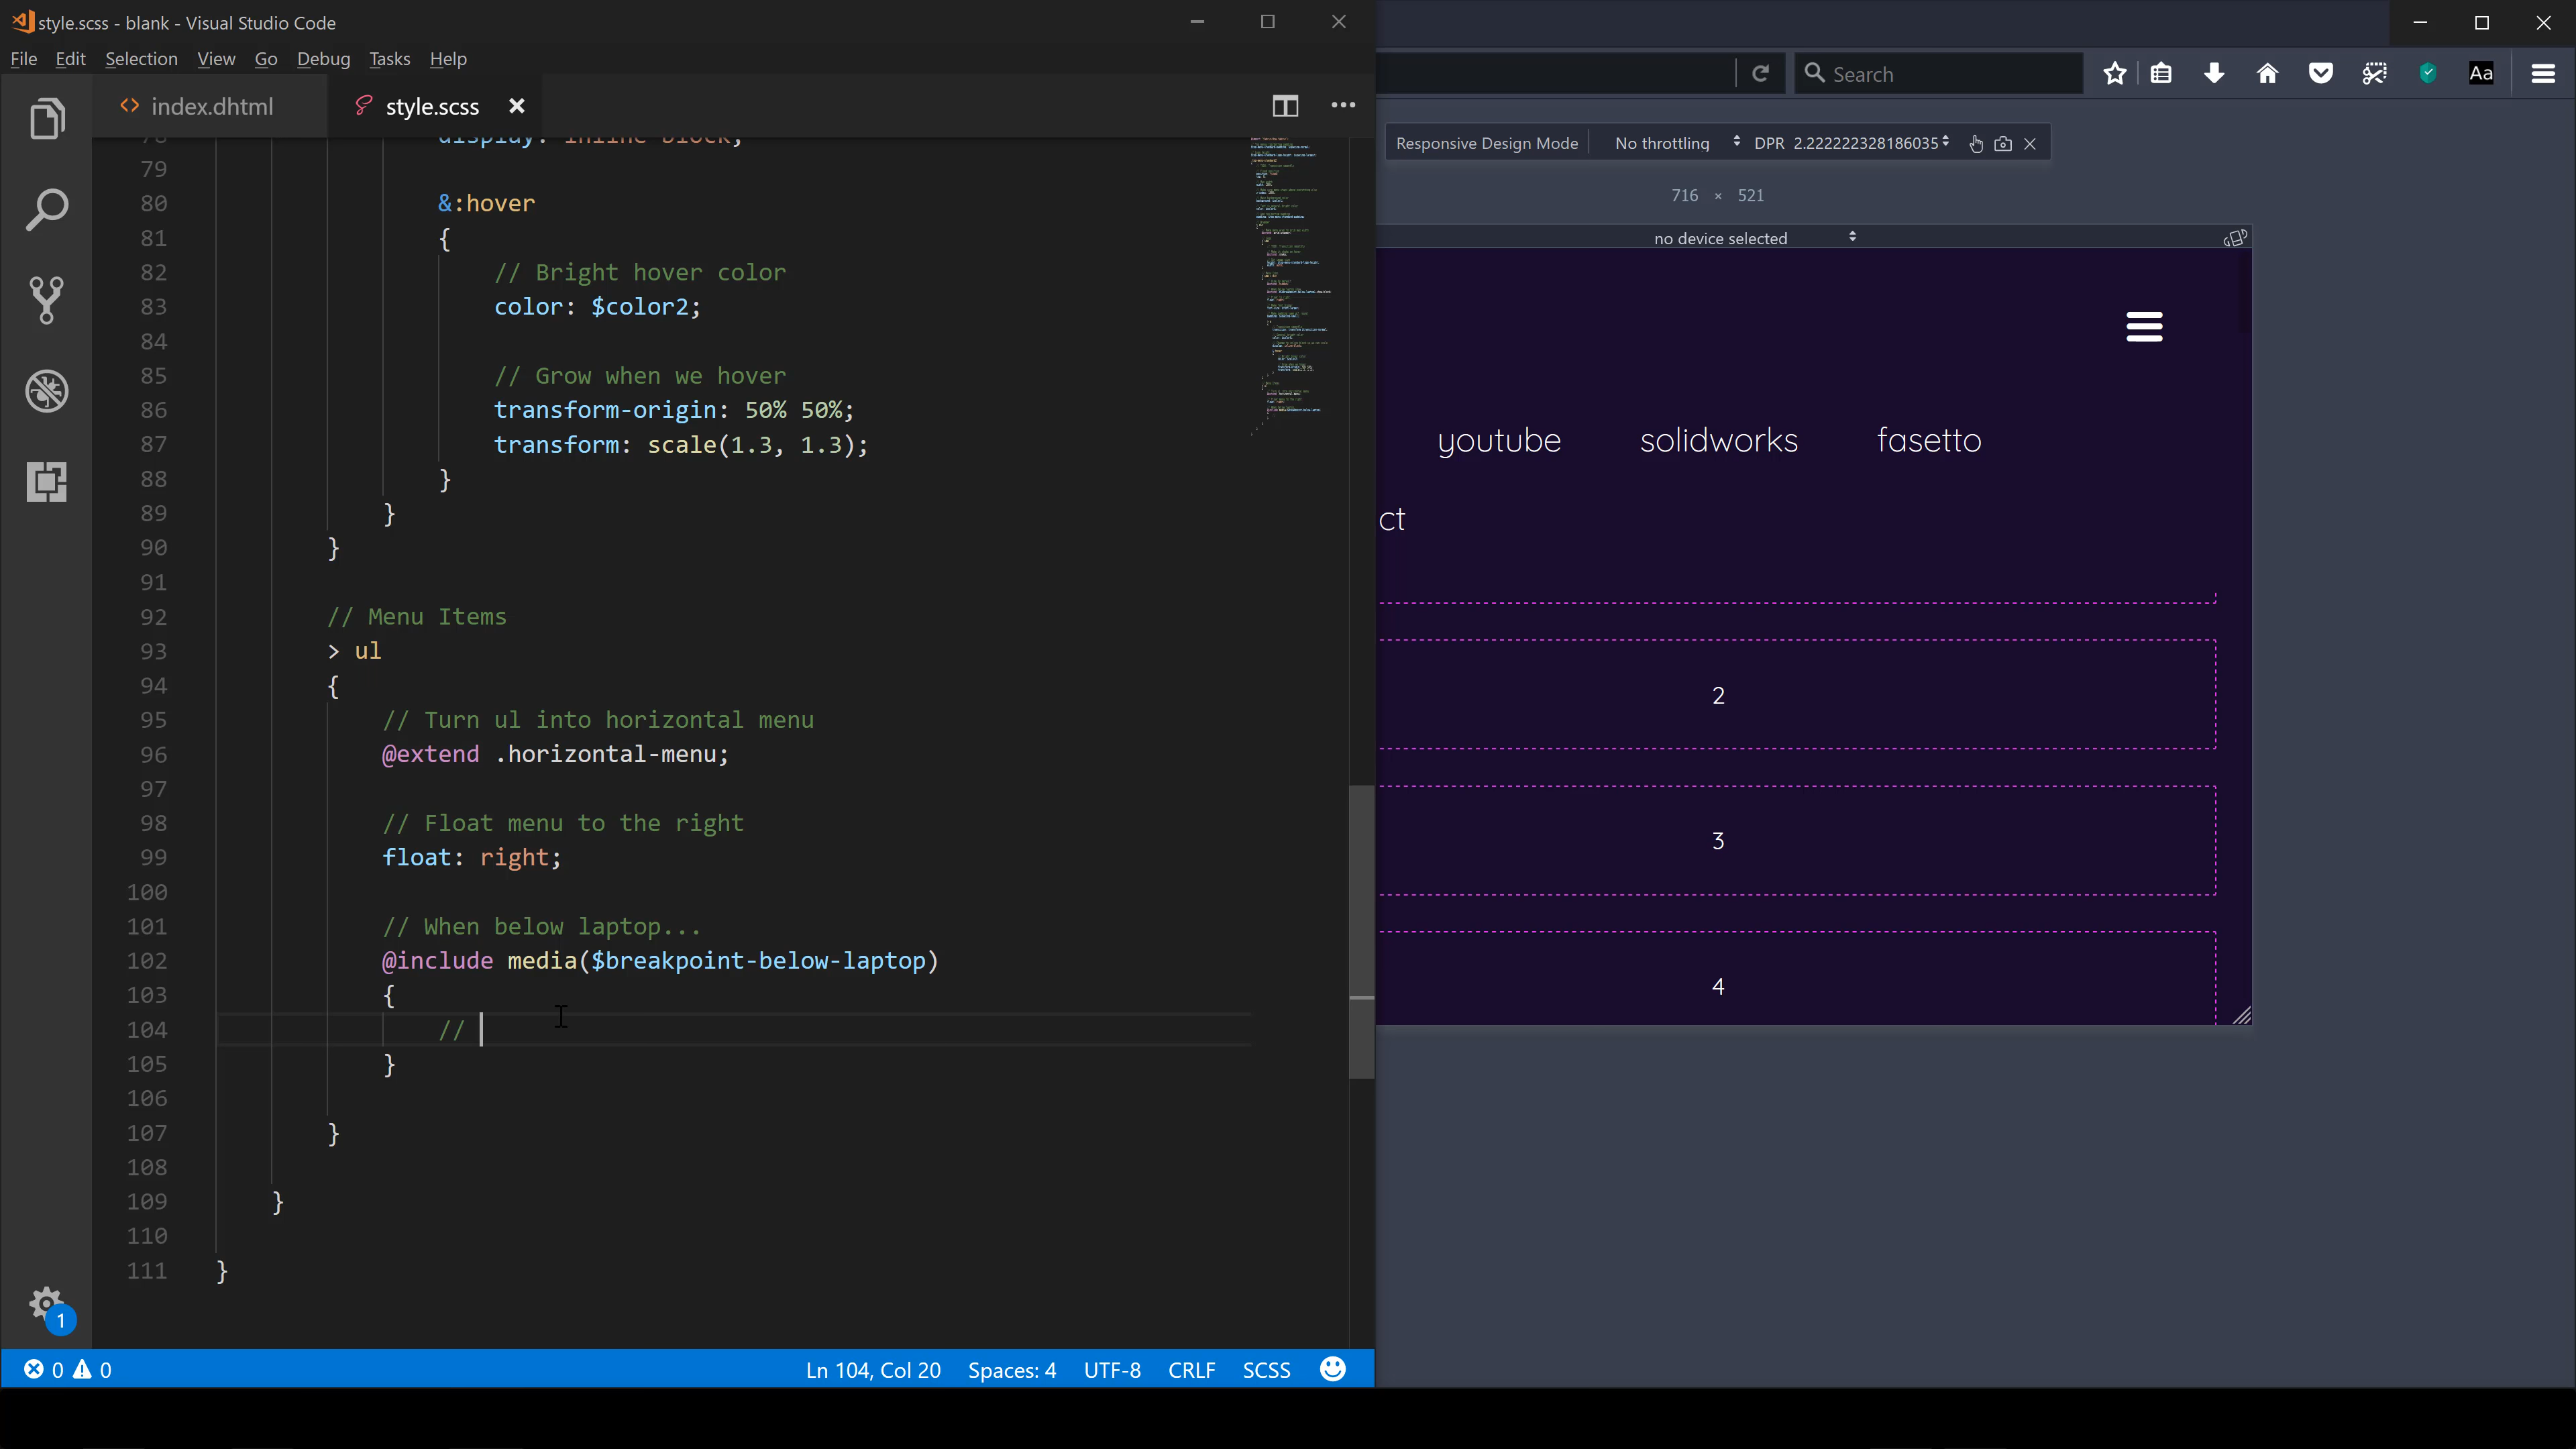 style.scss - blank - Visual Studio Code
File Edit Selection View Go Debug Tasks Help
<> index.dhtml
style.scss
78 display: inline-block;
79
80 &:hover
81 {
82 // Bright hover color
83 color: $color2;
84
85 // Grow when we hover
86 transform-origin: 50% 50%;
87 transform: scale(1.3, 1.3);
88 }
89 }
90 }
91
92 // Menu Items
93 > ul
94 {
95 // Turn ul into horizontal menu
96 @extend .horizontal-menu;
97
98 // Float menu to the right
99 float: right;
100
101 // When below laptop...
102 @include media($breakpoint-below-laptop)
103 {
104 //
105 }
106
107 }
108
109 }
110
111 }
1
0 0
Ln 104, Col 20 Spaces: 4 UTF-8 CRLF SCSS
Search
Aa
Responsive Design Mode No throttling DPR 2.222222328186035
716 × 521
no device selected
youtube solidworks fasetto
ct
2
3
4